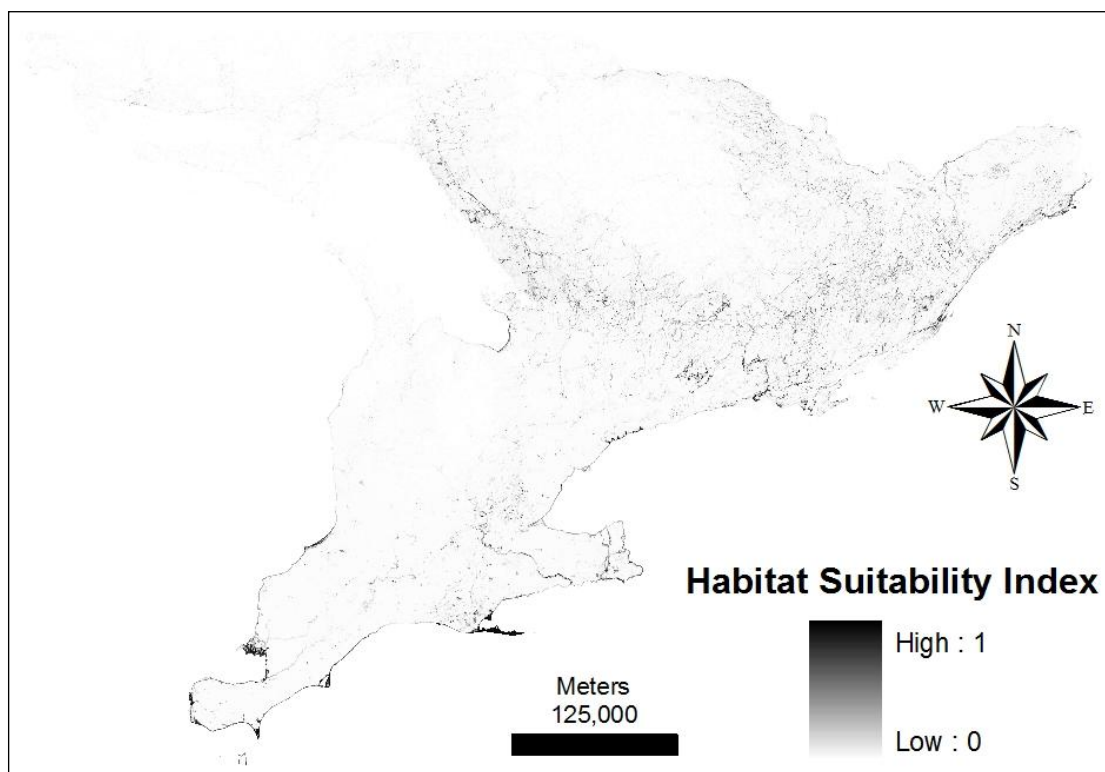 N
W E
S
Habitat Suitability Index
High : 1
Low : 0
Meters
125,000